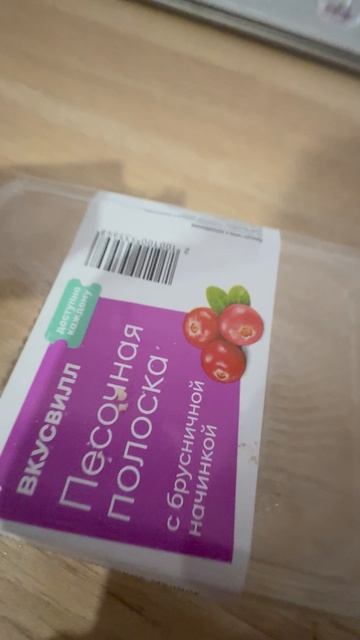 ВКУСВИЛЛ
доступно
каждому
Песочная
полоска
с брусничной
начинкой